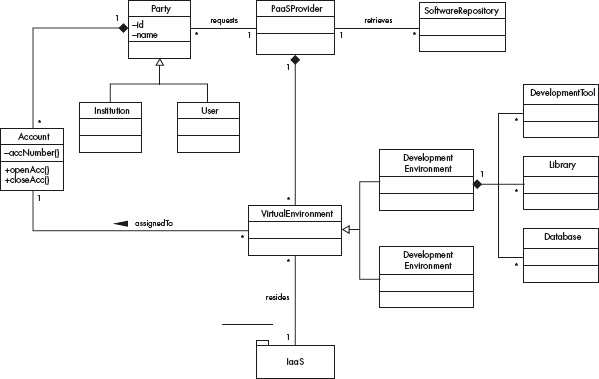 1
Party
–id
–name
requests
*
1
PaaSProvider
1
1
retrieves
*
SoftwareRepository
Institution
User
*
Account
–accNumber()
+openAcc()
+closeAcc()
1
assignedTo
*
*
VirtualEnvironment
*
resides
1
IaaS
Development
Environment
1
Development
Environment
DevelopmentTool
*
Library
*
Database
*